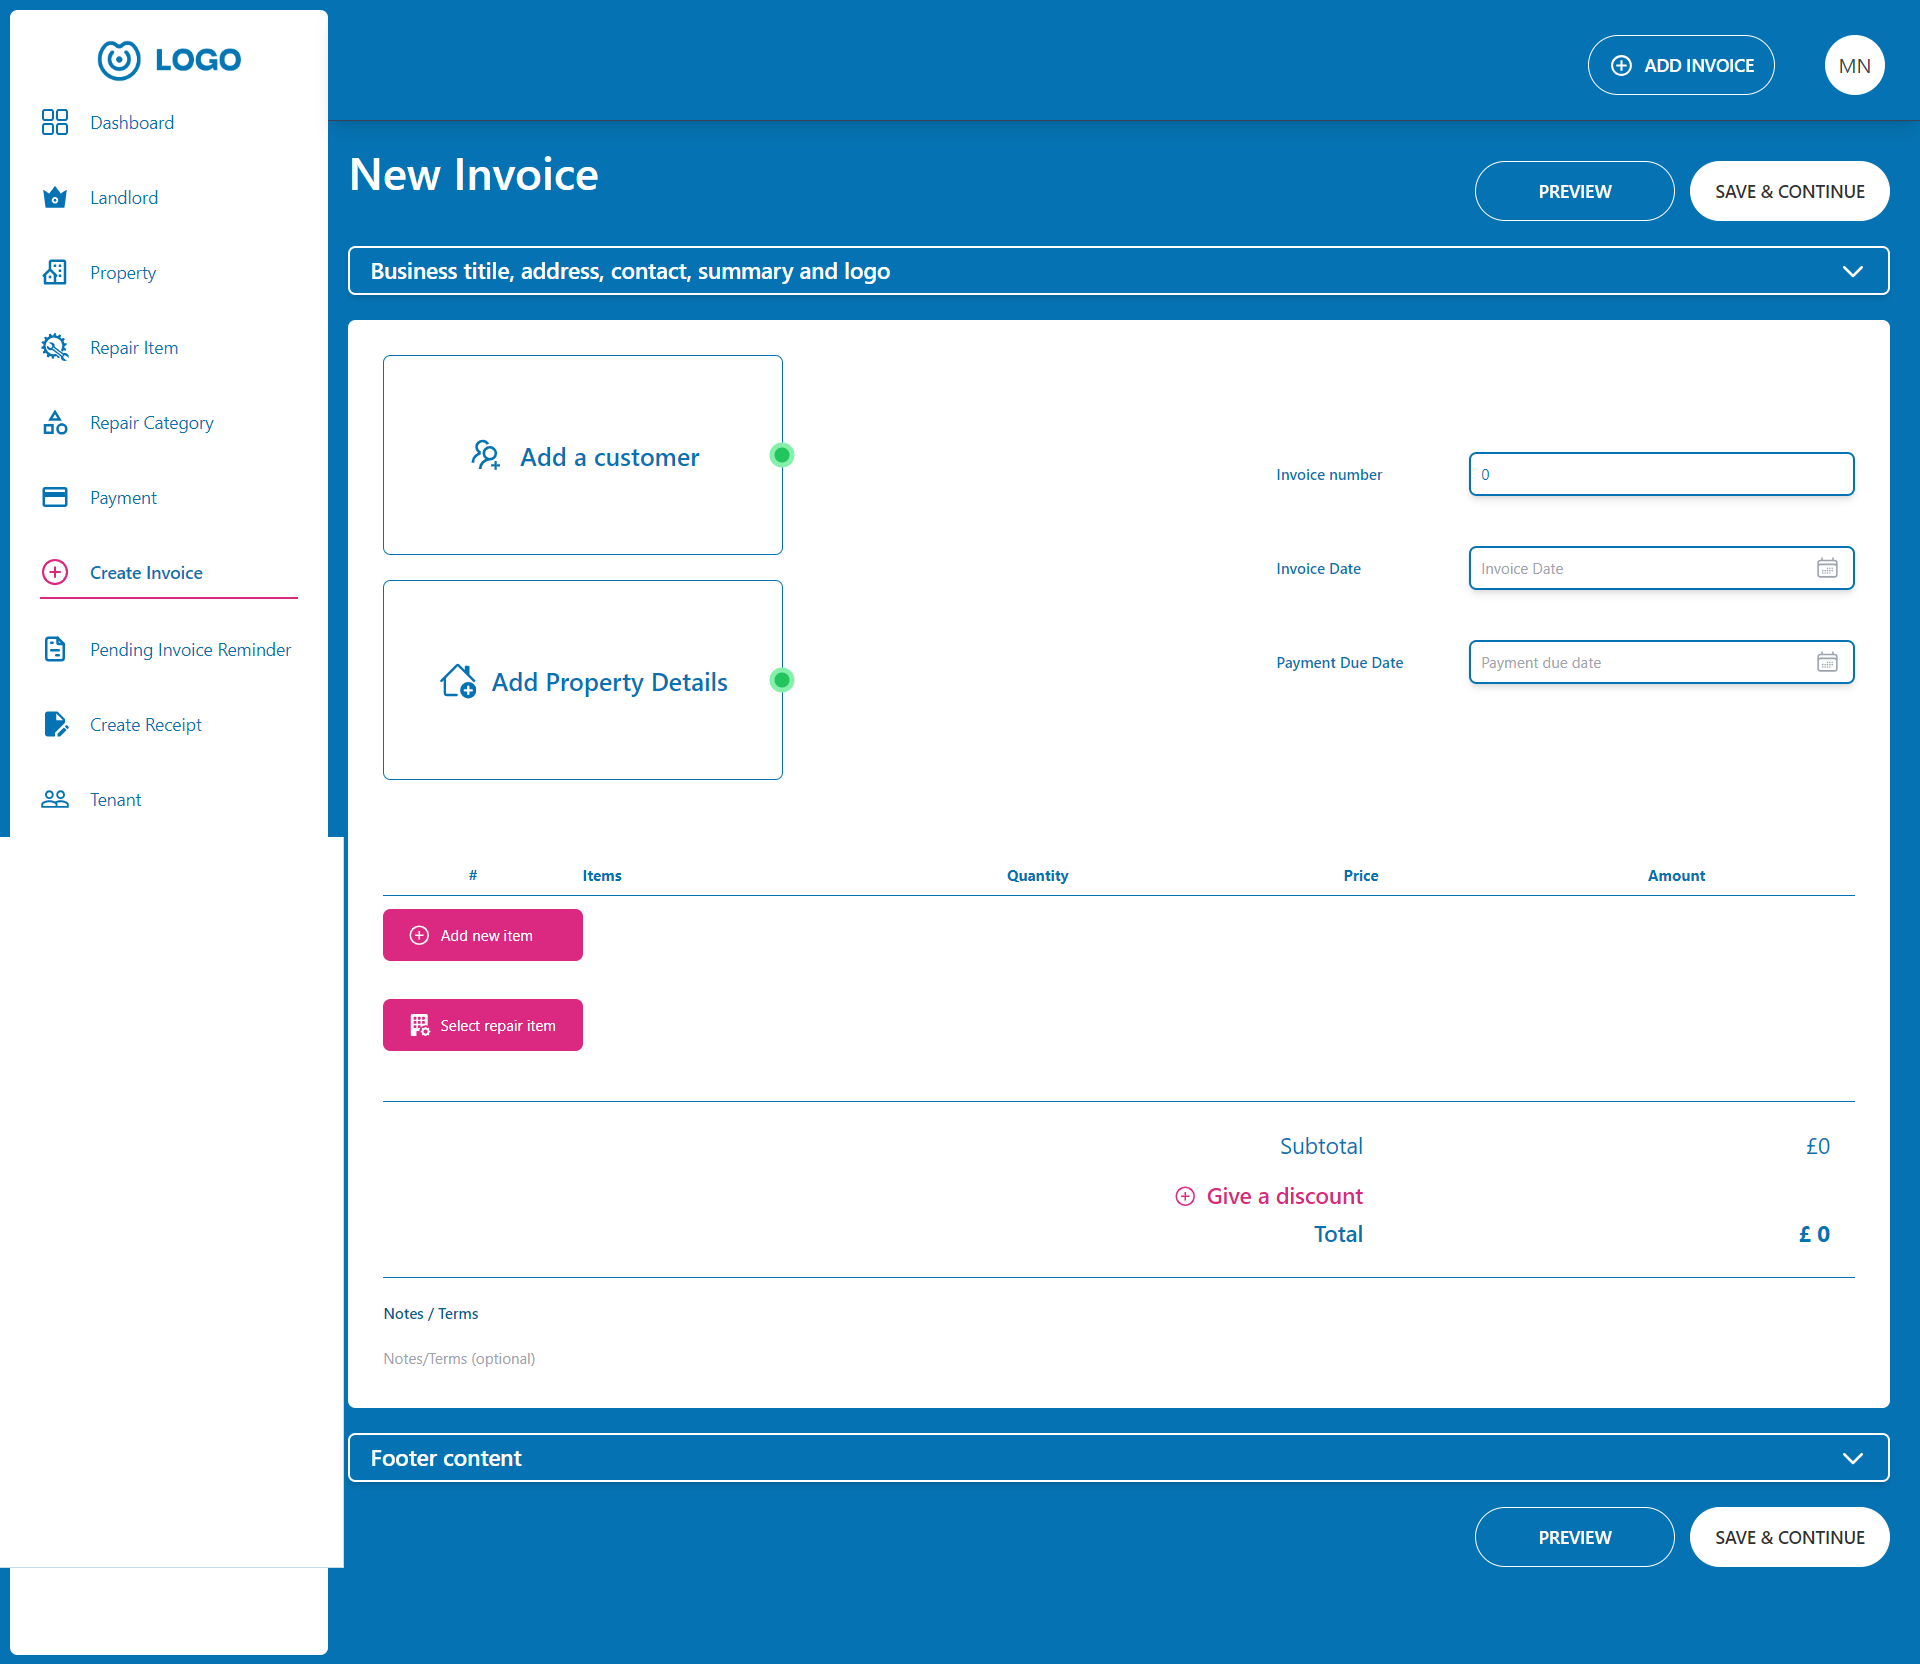 LOGO
Dashboard
Landlord
Property
Repair Item
Repair Category
Payment
Create Invoice
Pending Invoice Reminder
Create Receipt
Tenant
ADD INVOICE
MN
New Invoice
PREVIEW
SAVE & CONTINUE
Business titile, address, contact, summary and logo
Add a customer
Add Property Details
Invoice number
0
Invoice Date
Invoice Date
Payment Due Date
Payment due date
# Items Quantity Price Amount
Add new item
Select repair item
Subtotal £0
Give a discount
Total £ 0
Notes / Terms
Notes/Terms (optional)
Footer content
PREVIEW
SAVE & CONTINUE